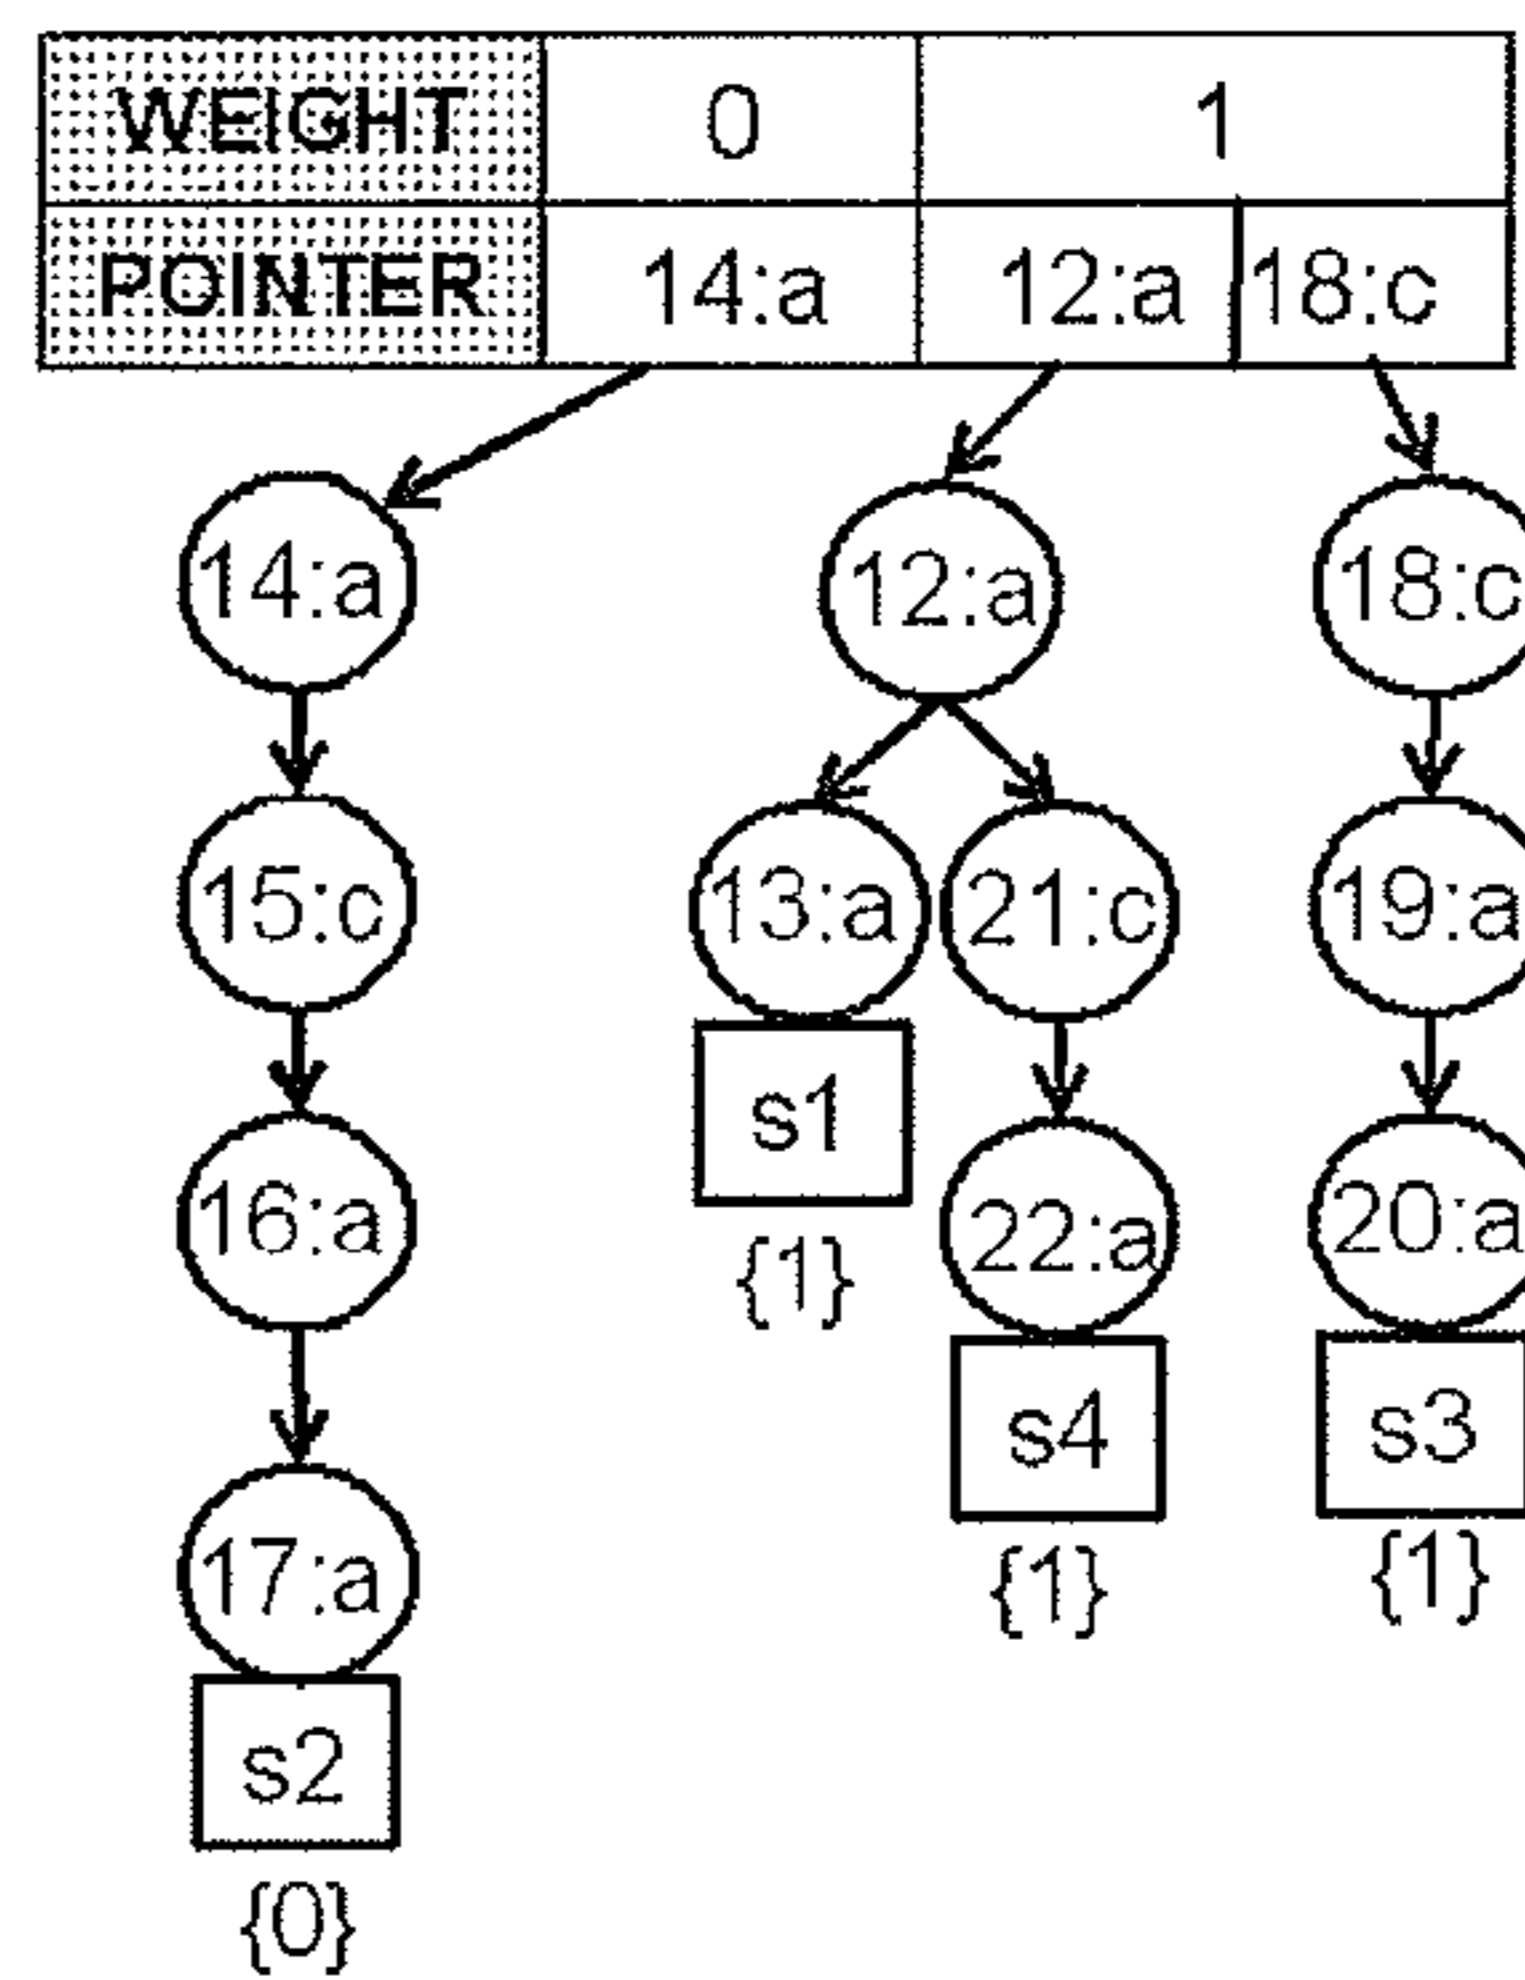 WEIGHT 0 1
POINTER 14:a 12:a 18:c
14:a 12:a 18:c
15:c 13:a 21:c 19:a
s1
16:a 22:a 20:a
{1}
s4 s3
17:a {1} {1}
s2
{0}